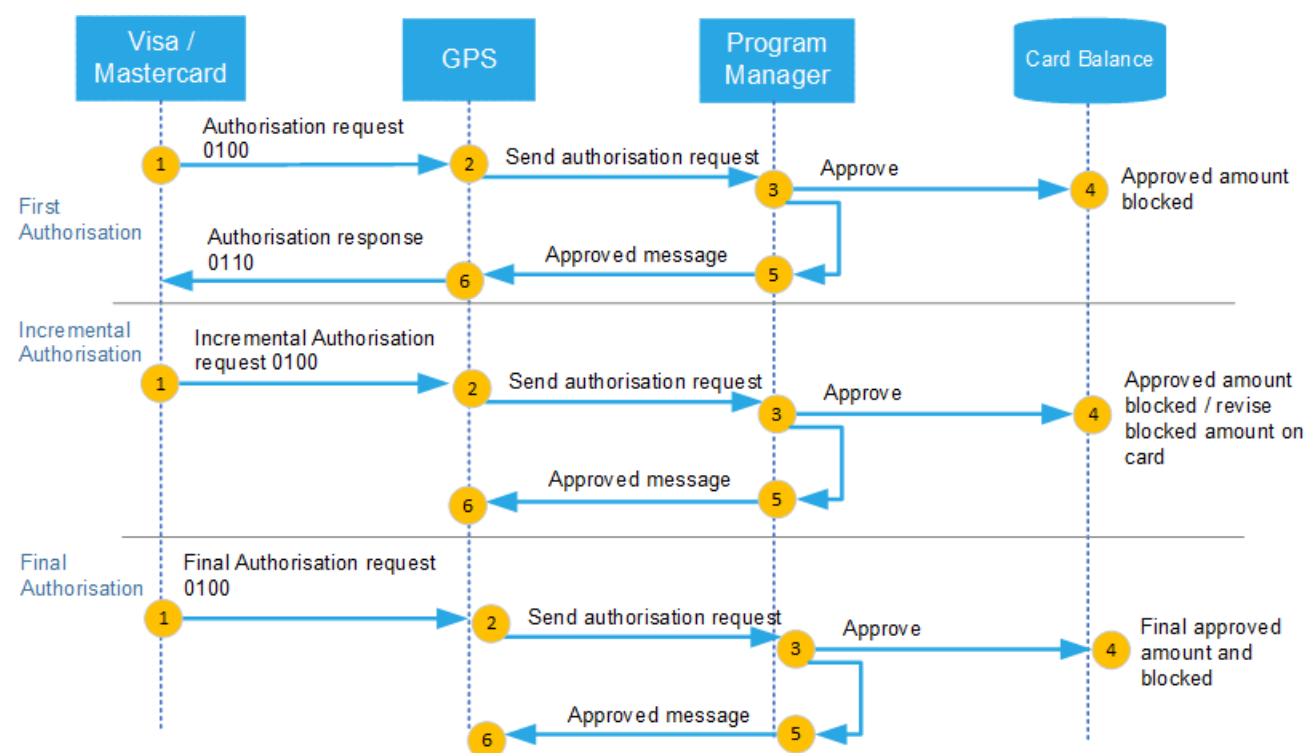 Visa /
Mastercard
GPS
Program
Manager
Card Balance
Authorisation request
0100
1
2
Send authorisation request
3
Approve
4
Approved amount
blocked
First
Authorisation
Authorisation response
0110
6
Approved message
5
Incremental
Authorisation
Incremental Authorisation
request 0100
1
2
Send authorisation request
3
Approve
4
Approved amount
blocked / revise
blocked amount on
card
6
Approved message
5
Final
Authorisation
Final Authorisation request
0100
1
2
Send authorisation request
3
Approve
4
Final approved
amount and
blocked
6
Approved message
5